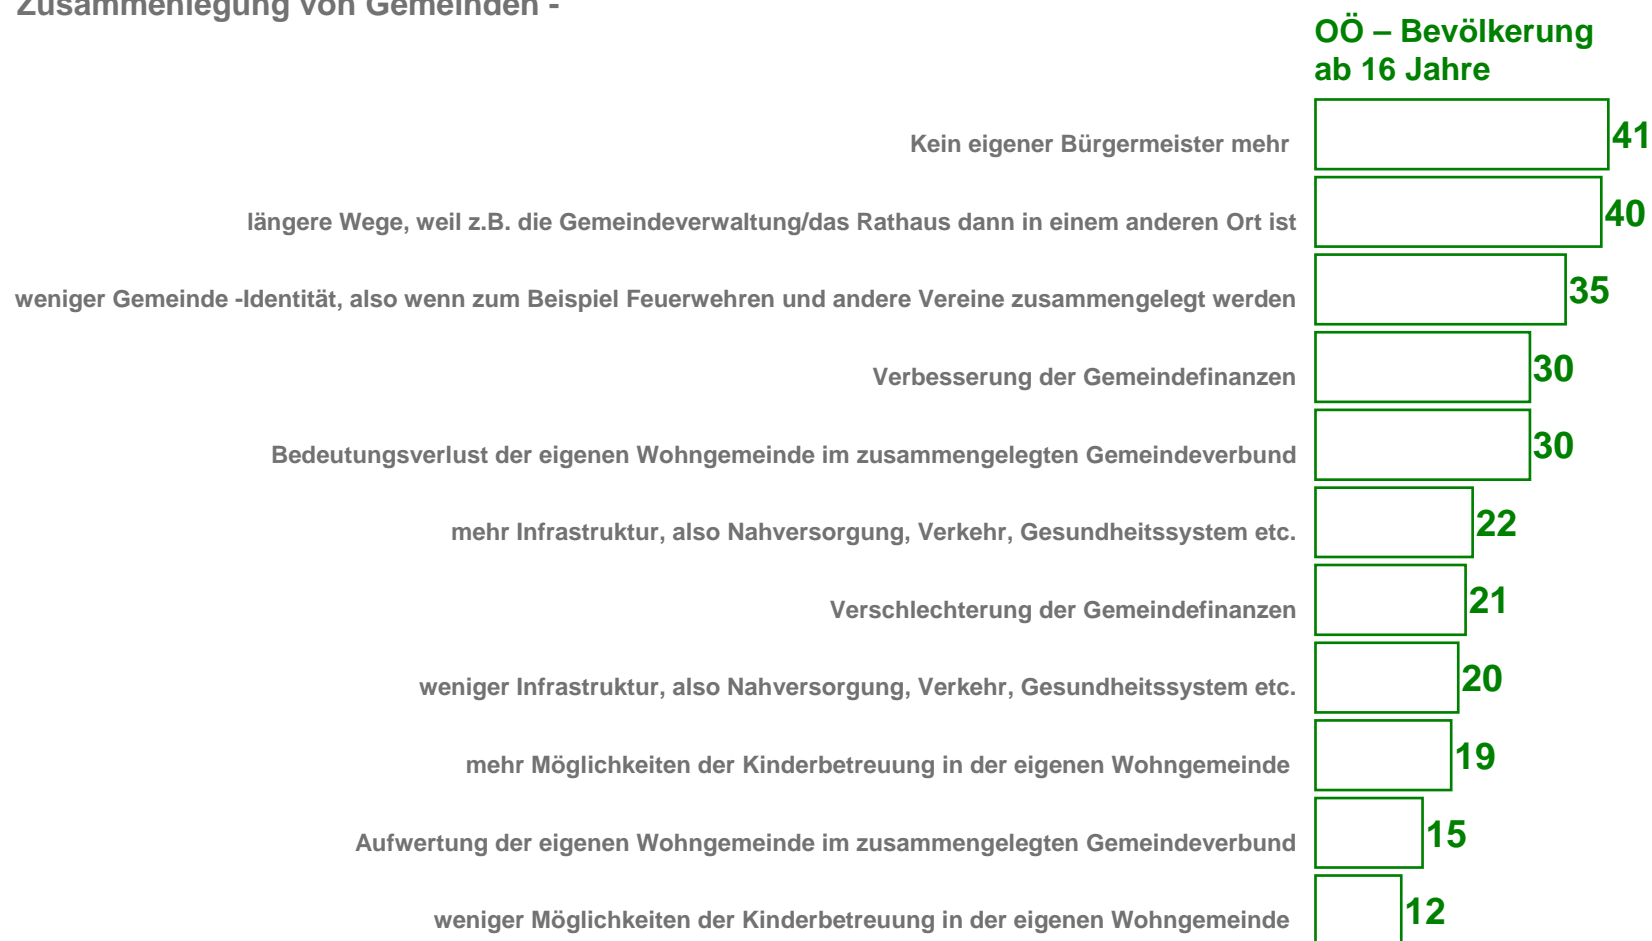 Zusammenlegung von Gemeinden -
OÖ – Bevölkerung
ab 16 Jahre
Kein eigener Bürgermeister mehr 41
längere Wege, weil z.B. die Gemeindeverwaltung/das Rathaus dann in einem anderen Ort ist 40
weniger Gemeinde -Identität, also wenn zum Beispiel Feuerwehren und andere Vereine zusammengelegt werden 35
Verbesserung der Gemeindefinanzen 30
Bedeutungsverlust der eigenen Wohngemeinde im zusammengelegten Gemeindeverbund 30
mehr Infrastruktur, also Nahversorgung, Verkehr, Gesundheitssystem etc. 22
Verschlechterung der Gemeindefinanzen 21
weniger Infrastruktur, also Nahversorgung, Verkehr, Gesundheitssystem etc. 20
mehr Möglichkeiten der Kinderbetreuung in der eigenen Wohngemeinde 19
Aufwertung der eigenen Wohngemeinde im zusammengelegten Gemeindeverbund 15
weniger Möglichkeiten der Kinderbetreuung in der eigenen Wohngemeinde 12